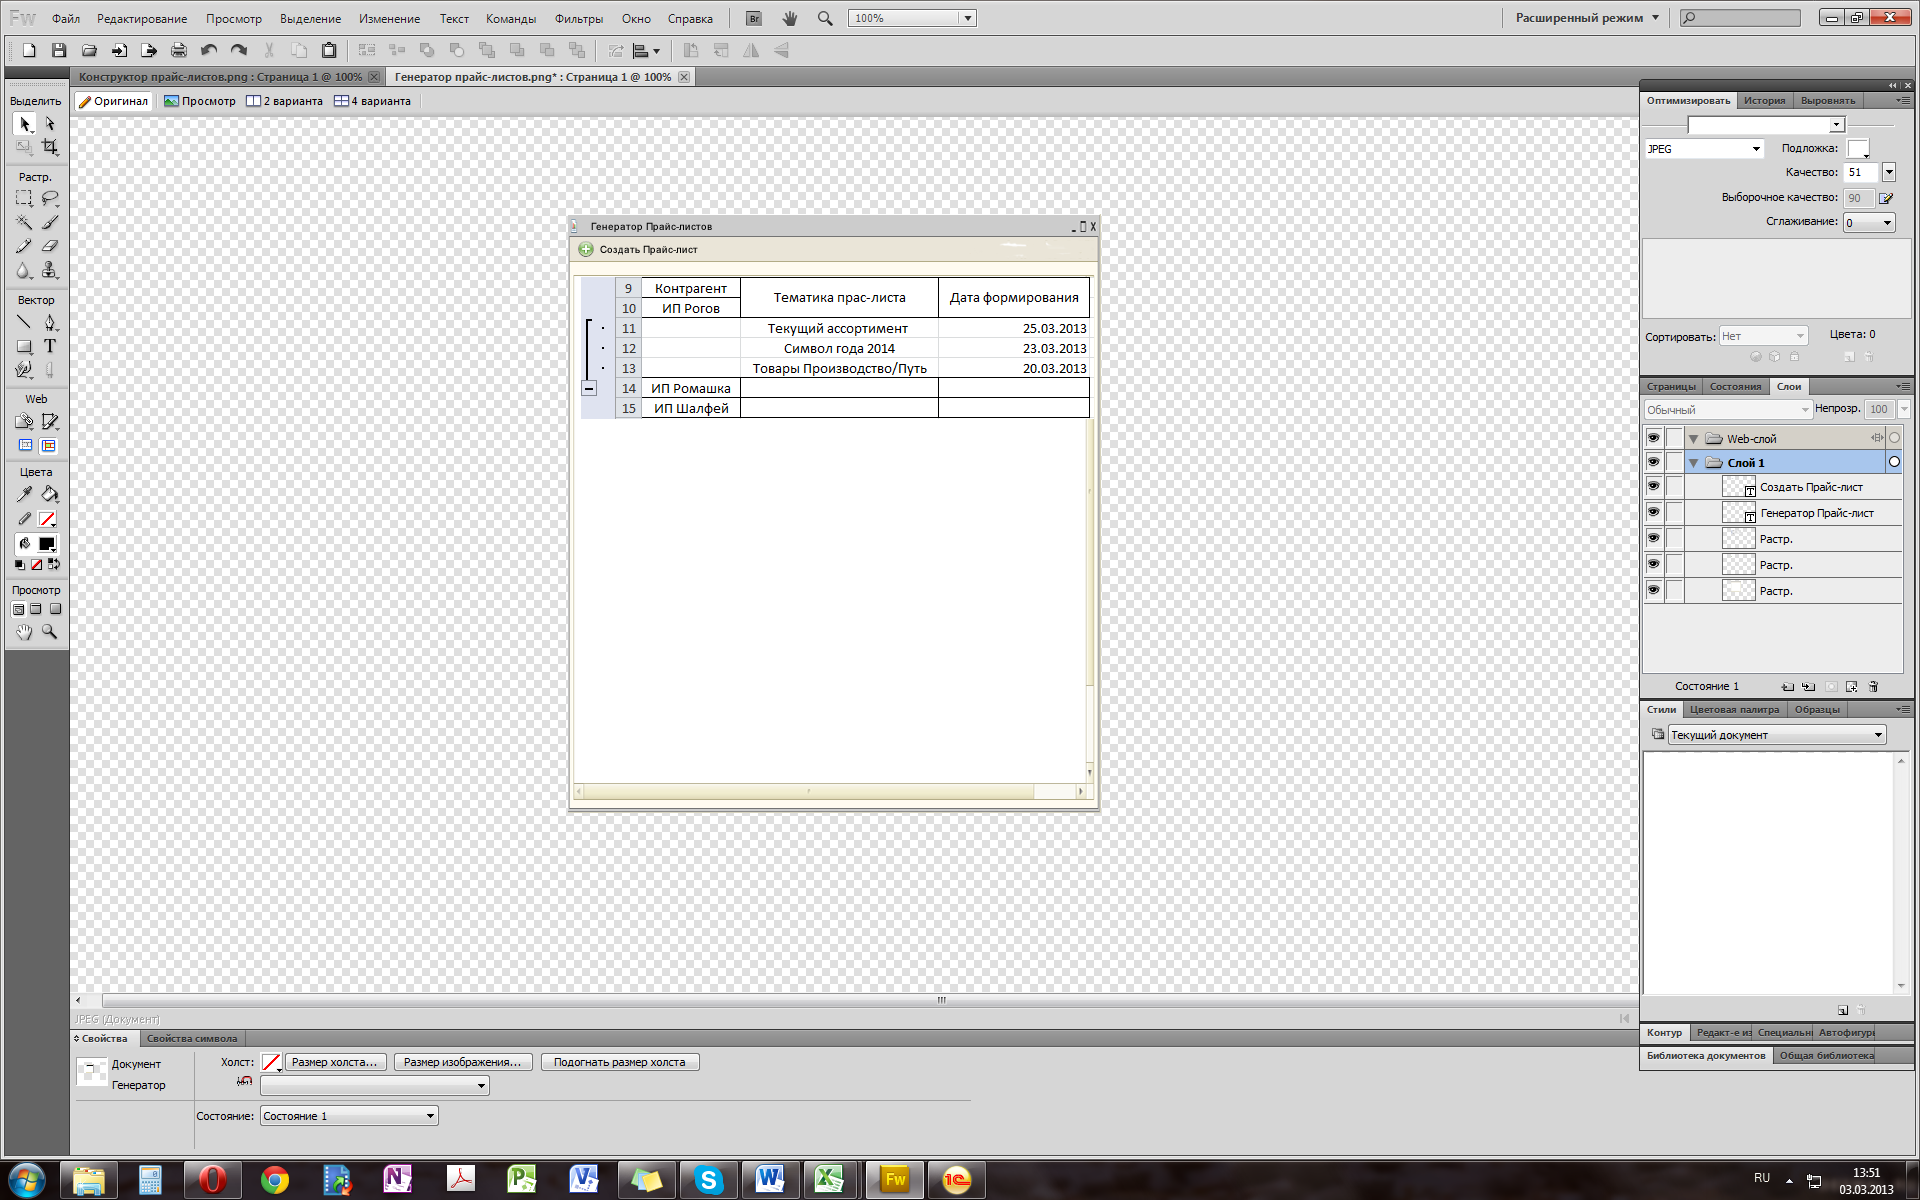 Fw Файл Редактирование Просмотр Выделение Изменение Текст Команды Фильтры Окно Справка Br 100% Расширенный режим
Конструктор прайс-листов.png : Страница 1 @ 100% Генератор прайс-листов.png* : Страница 1 @ 100%
Оригинал Просмотр 2 варианта 4 варианта
Выделить
Растр.
Вектор
T
Web
Цвета
Просмотр
Генератор Прайс-листов
Создать Прайс-лист
9 Контрагент Тематика прас-листа Дата формирования
10 ИП Рогов
11 Текущий ассортимент 25.03.2013
12 Символ года 2014 23.03.2013
13 Товары Производство/Путь 20.03.2013
14 ИП Ромашка
15 ИП Шалфей
Оптимизировать История Выровнять
JPEG Подложка:
Качество: 51
Выборочное качество: 90
Сглаживание: 0
Сортировать: Нет Цвета: 0
Страницы Состояния Слои
Обычный Непрозр. 100
Web-слой
Слой 1
Создать Прайс-лист
Генератор Прайс-лист
Растр.
Растр.
Растр.
Состояние 1
Стили Цветовая палитра Образцы
Текущий документ
Контур Редакт-е из Специальн Автофигур
Библиотека документов Общая библиотека
JPEG (Документ)
Свойства Свойства символа
Документ Холст: Размер холста... Размер изображения... Подогнать размер холста
Генератор
Состояние: Состояние 1
Fw 1С RU 13:51
03.03.2013